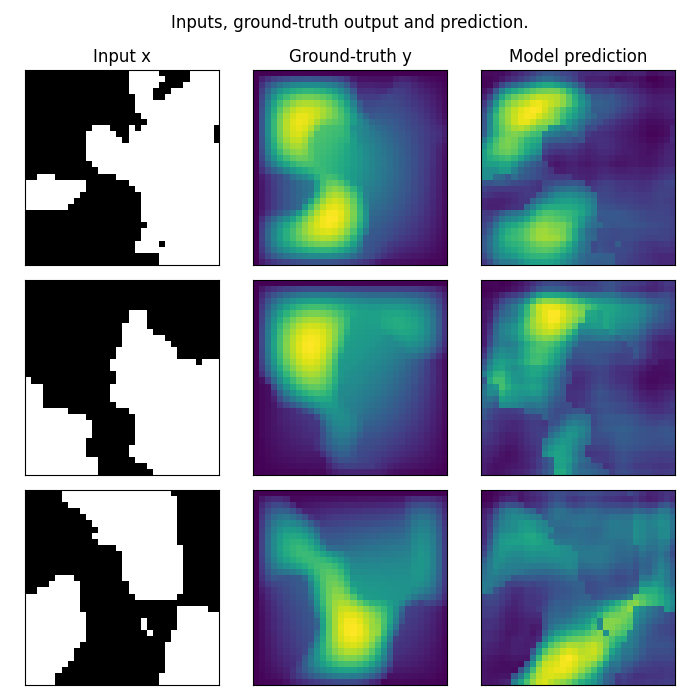 Inputs, ground-truth output and prediction.
Input x
Ground-truth y
Model prediction